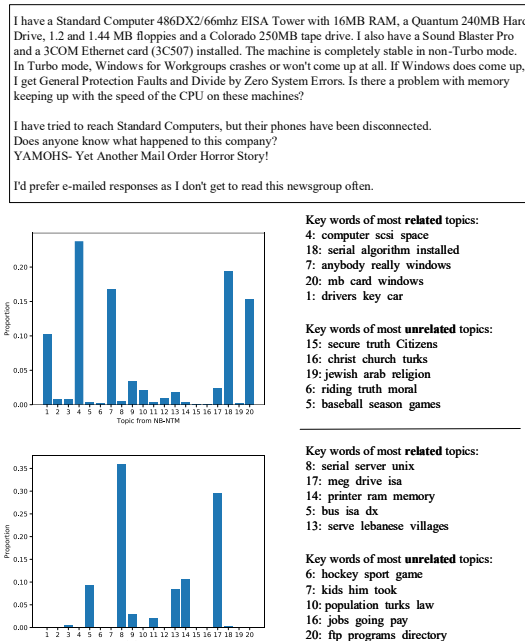 I have a Standard Computer 486DX2/66mhz EISA Tower with 16MB RAM, a Quantum 240MB Hard
Drive, 1.2 and 1.44 MB floppies and a Colorado 250MB tape drive. I also have a Sound Blaster Pro
and a 3COM Ethernet card (3C507) installed. The machine is completely stable in non-Turbo mode.
In Turbo mode, Windows for Workgroups crashes or won't come up at all. If Windows does come up,
I get General Protection Faults and Divide by Zero System Errors. Is there a problem with memory
keeping up with the speed of the CPU on these machines?
I have tried to reach Standard Computers, but their phones have been disconnected.
Does anyone know what happened to this company?
YAMOHS- Yet Another Mail Order Horror Story!
I'd prefer e-mailed responses as I don't get to read this newsgroup often.
Proportion
0.20
0.15
0.10
0.05
0.00
1 2 3 4 5 6 7 8 9 10 11 12 13 14 15 16 17 18 19 20
Topic from NB-NTM
Key words of most related topics:
4: computer scsi space
18: serial algorithm installed
7: anybody really windows
20: mb card windows
1: drivers key car
Key words of most unrelated topics:
15: secure truth Citizens
16: christ church turks
19: jewish arab religion
6: riding truth moral
5: baseball season games
Proportion
0.35
0.30
0.25
0.20
0.15
0.10
0.05
0.00
1 2 3 4 5 6 7 8 9 10 11 12 13 14 15 16 17 18 19 20
Key words of most related topics:
8: serial server unix
17: meg drive isa
14: printer ram memory
5: bus isa dx
13: serve lebanese villages
Key words of most unrelated topics:
6: hockey sport game
7: kids him took
10: population turks law
16: jobs going pay
20: ftp programs directory